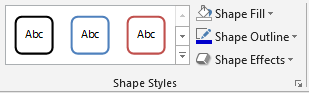 Abc Abc Abc
Shape Fill
Shape Outline
Shape Effects
Shape Styles